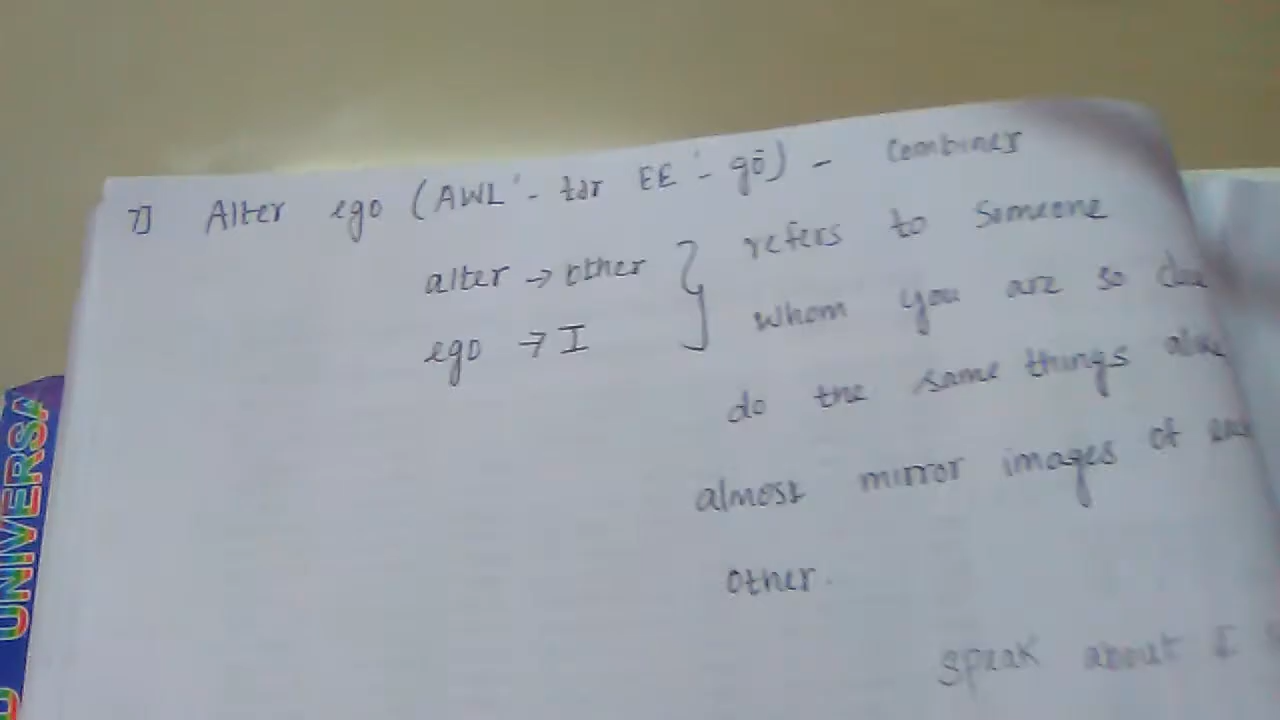 7] Alter ego (AWL'-tər EE'-gō) - combines
alter → other } refers to someone
ego → I
whom you are so
do the same things
almost mirror images of
other.
speak about I
UNIVERSA